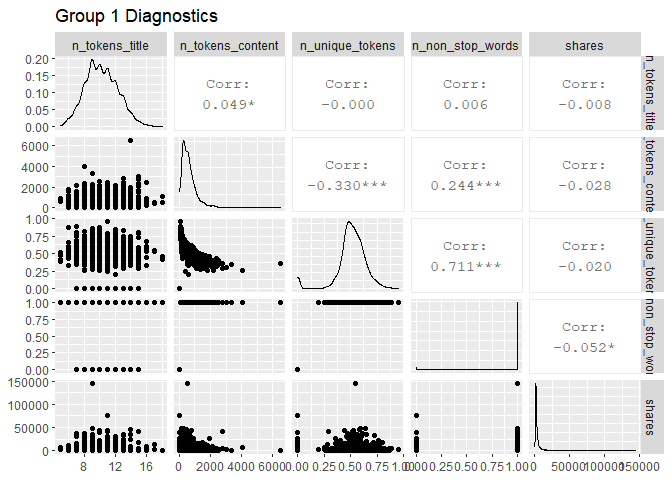 Group 1 Diagnostics
n_tokens_title n_tokens_content n_unique_tokens n_non_stop_words shares
0.20
0.15
0.10
0.05
0.00
Corr:
0.049*
Corr:
-0.000
Corr:
0.006
Corr:
-0.008
n_tokens_title
6000
4000
2000
0
Corr:
-0.330***
Corr:
0.244***
Corr:
-0.028
_tokens_conte
1.00
0.75
0.50
0.25
0.00
Corr:
0.711***
Corr:
-0.020
_unique_token
1.00
0.75
0.50
0.25
0.00
Corr:
-0.052*
non_stop_wor
150000
100000
50000
0
shares
8 12 16
0 2000 4000 6000
0.00 0.25 0.50 0.75 1.00
0.00 0.25 0.50 0.75 1.00
0 50000 100000 150000